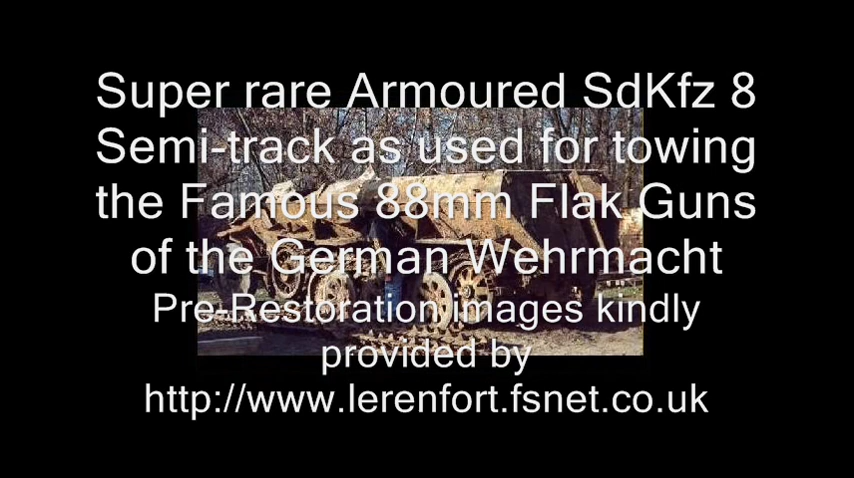 Super rare Armoured SdKfz 8
Semi-track as used for towing
the Famous 88mm Flak Guns
of the German Wehrmacht
Pre-Restoration images kindly
provided by
http://www.lerenfort.fsnet.co.uk